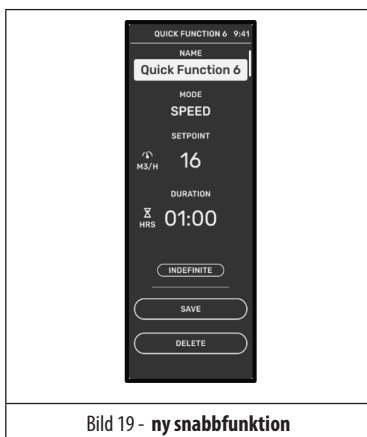 QUICK FUNCTION 6 9:41
NAME
Quick Function 6
MODE
SPEED
SETPOINT
M3/H 16
DURATION
HRS 01:00
INDEFINITE
SAVE
DELETE
Bild 19 - ny snabbfunktion